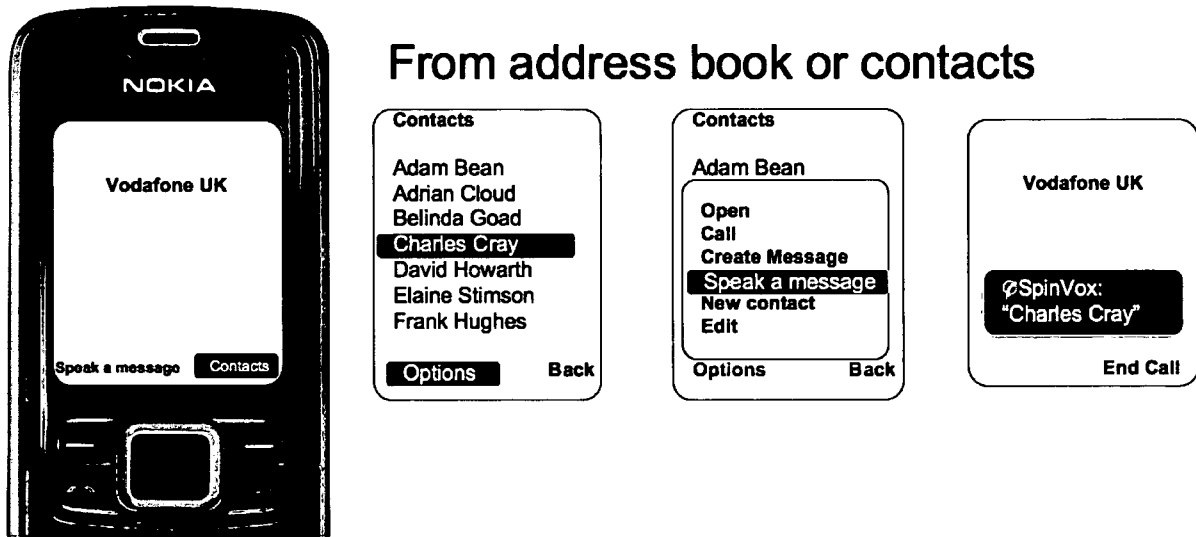 From address book or contacts
NOKIA
Vodafone UK
Speak a message Contacts
Contacts
Adam Bean
Adrian Cloud
Belinda Goad
Charles Cray
David Howarth
Elaine Stimson
Frank Hughes
Options Back
Contacts
Adam Bean
Open
Call
Create Message
Speak a message
New contact
Edit
Options Back
Vodafone UK
SpinVox:
“Charles Cray”
End Call